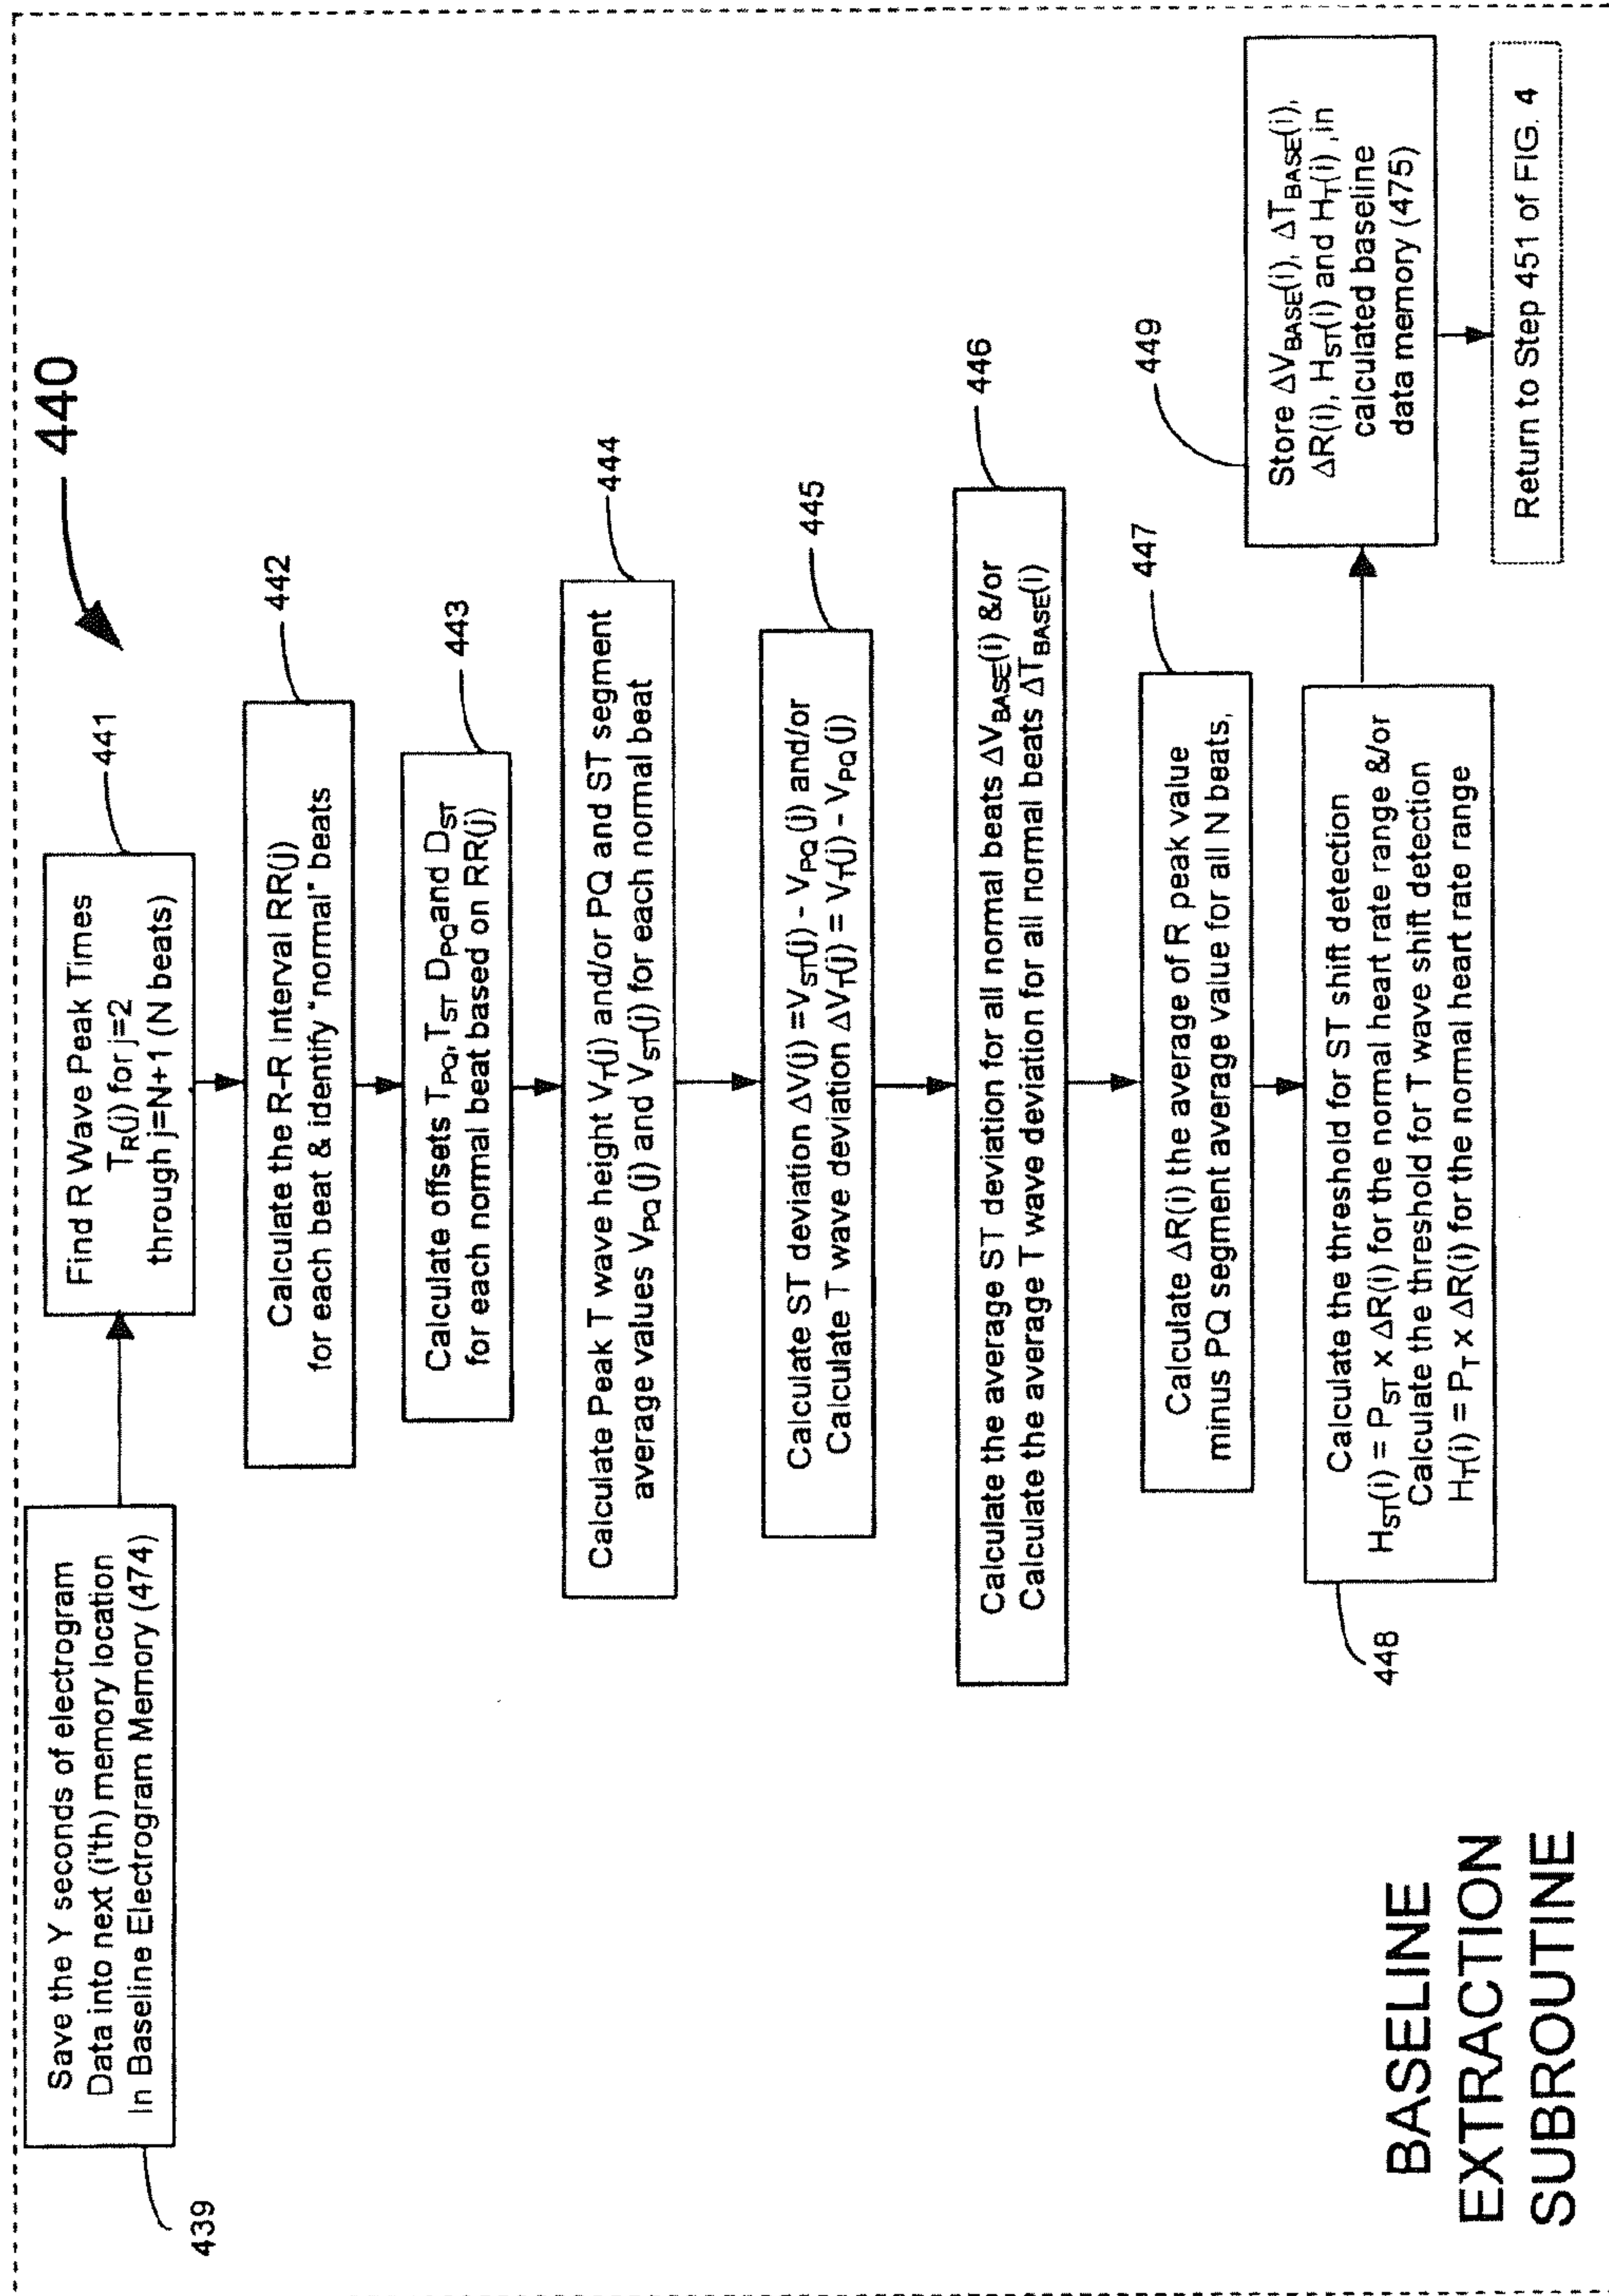 440
Save the Y seconds of electrogram
Data into next (i'th) memory location
In Baseline Electrogram Memory (474)
439
Find R Wave Peak Times
T_R(j) for j=2
through j=N+1 (N beats)
441
Calculate the R-R Interval RR(j)
for each beat & identify "normal" beats
442
Calculate offsets T_PQ, T_ST D_PQ and D_ST
for each normal beat based on RR(j)
443
Calculate Peak T wave height V_T(j) and/or PQ and ST segment
average values V_PQ(j) and V_ST(j) for each normal beat
444
Calculate ST deviation ΔV(j) = V_ST(j) - V_PQ(j) and/or
Calculate T wave deviation ΔV_T(j) = V_T(j) - V_PQ(j)
445
Calculate the average ST deviation for all normal beats ΔV_BASE(i) &/or
Calculate the average T wave deviation for all normal beats ΔT_BASE(i)
446
Calculate ΔR(i) the average of R peak value
minus PQ segment average value for all N beats,
447
Calculate the threshold for ST shift detection
H_ST(i) = P_ST x ΔR(i) for the normal heart rate range &/or
Calculate the threshold for T wave shift detection
H_T(i) = P_T x ΔR(i) for the normal heart rate range
448
Store ΔV_BASE(i), ΔT_BASE(i),
ΔR(i), H_ST(i) and H_T(i) ,in
calculated baseline
data memory (475)
449
Return to Step 451 of FIG. 4
BASELINE
EXTRACTION
SUBROUTINE